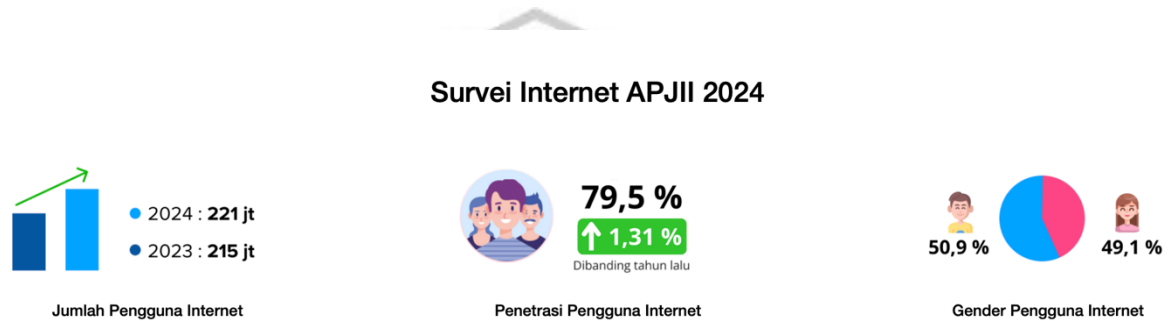 Survei Internet APJII 2024
2024 : 221 jt
2023 : 215 jt
Jumlah Pengguna Internet
79,5 %
1,31 %
Dibanding tahun lalu
Penetrasi Pengguna Internet
50,9 %
49,1 %
Gender Pengguna Internet